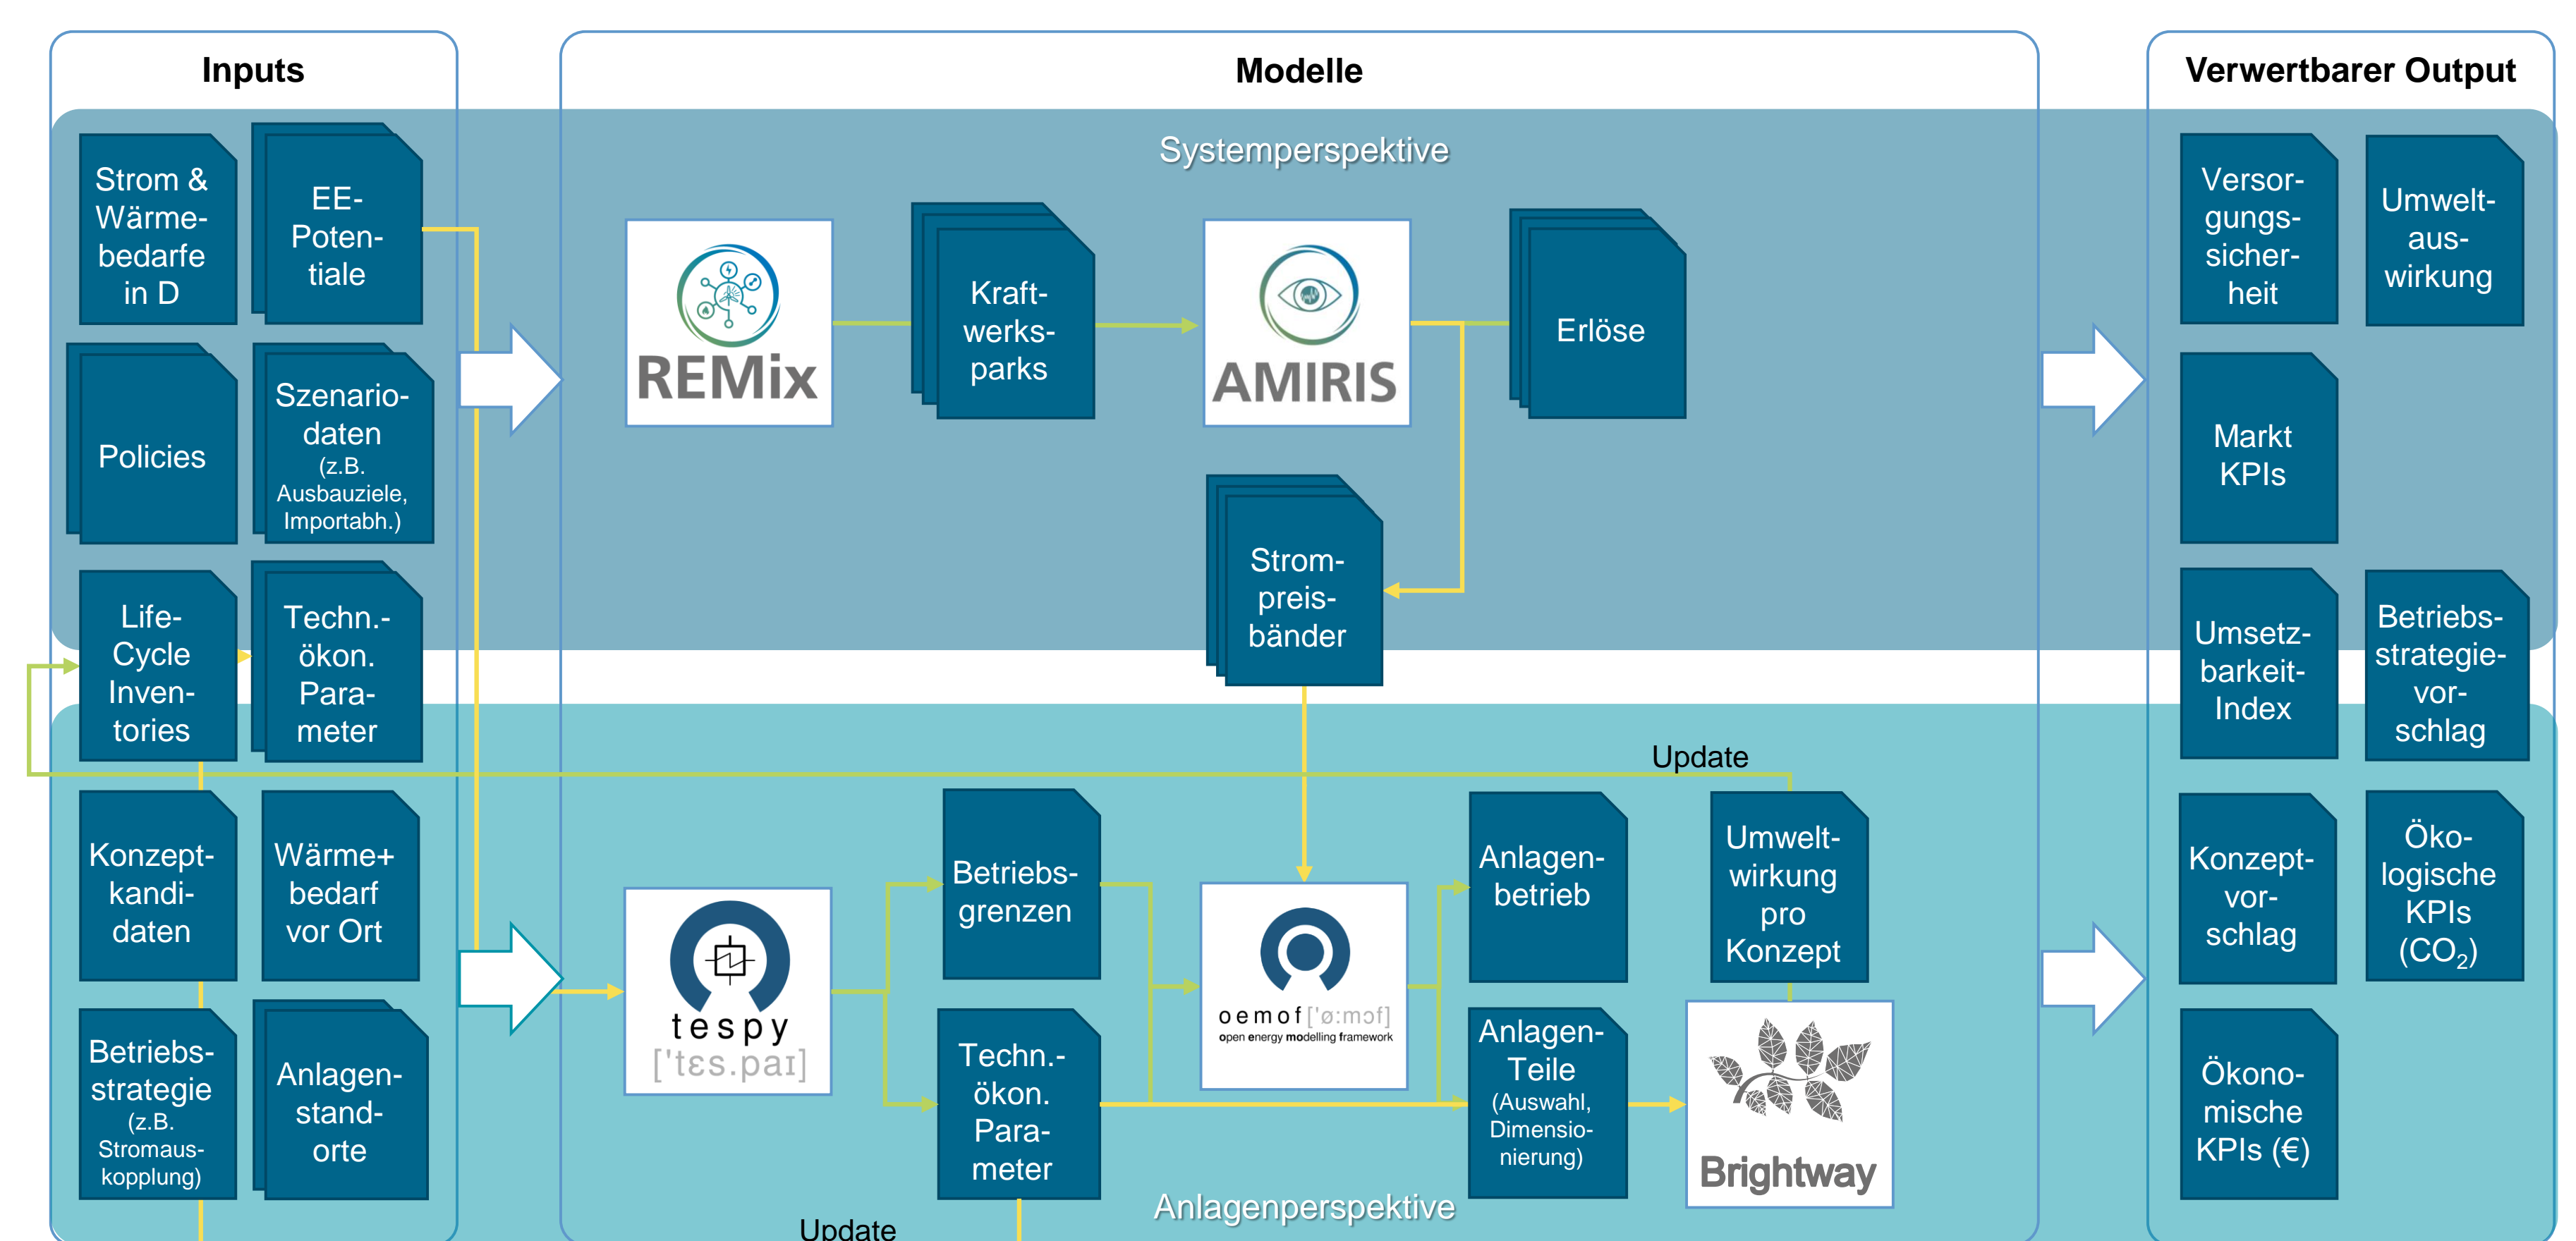 Inputs
Modelle
Verwertbarer Output
Systemperspektive
Strom &
Wärme-
bedarfe
in D
EE-
Poten-
tiale
Policies
Szenario-
daten
(z.B.
Ausbauziele,
Importabh.)
Life-
Cycle
Inven-
tories
Techn.-
ökon.
Para-
meter
Konzept-
kandi-
daten
Wärme+
bedarf
vor Ort
Betriebs-
strategie
(z.B.
Stromaus-
kopplung)
Anlagen-
stand-
orte
REMix
Kraft-
werks-
parks
AMIRIS
Erlöse
Strom-
preis-
bänder
Update
tespy
['tɛs.paɪ]
Betriebs-
grenzen
Techn.-
ökon.
Para-
meter
oemof ['ø:mɔf]
open energy modelling framework
Anlagen-
betrieb
Anlagen-
Teile
(Auswahl,
Dimensio-
nierung)
Umwelt-
wirkung
pro
Konzept
Brightway
Anlagenperspektive
Update
Versor-
gungs-
sicher-
heit
Umwelt-
aus-
wirkung
Markt
KPIs
Umsetz-
barkeit-
Index
Betriebs-
strategie-
vor-
schlag
Konzept-
vor-
schlag
Öko-
logische
KPIs
(CO₂)
Ökono-
mische
KPIs (€)